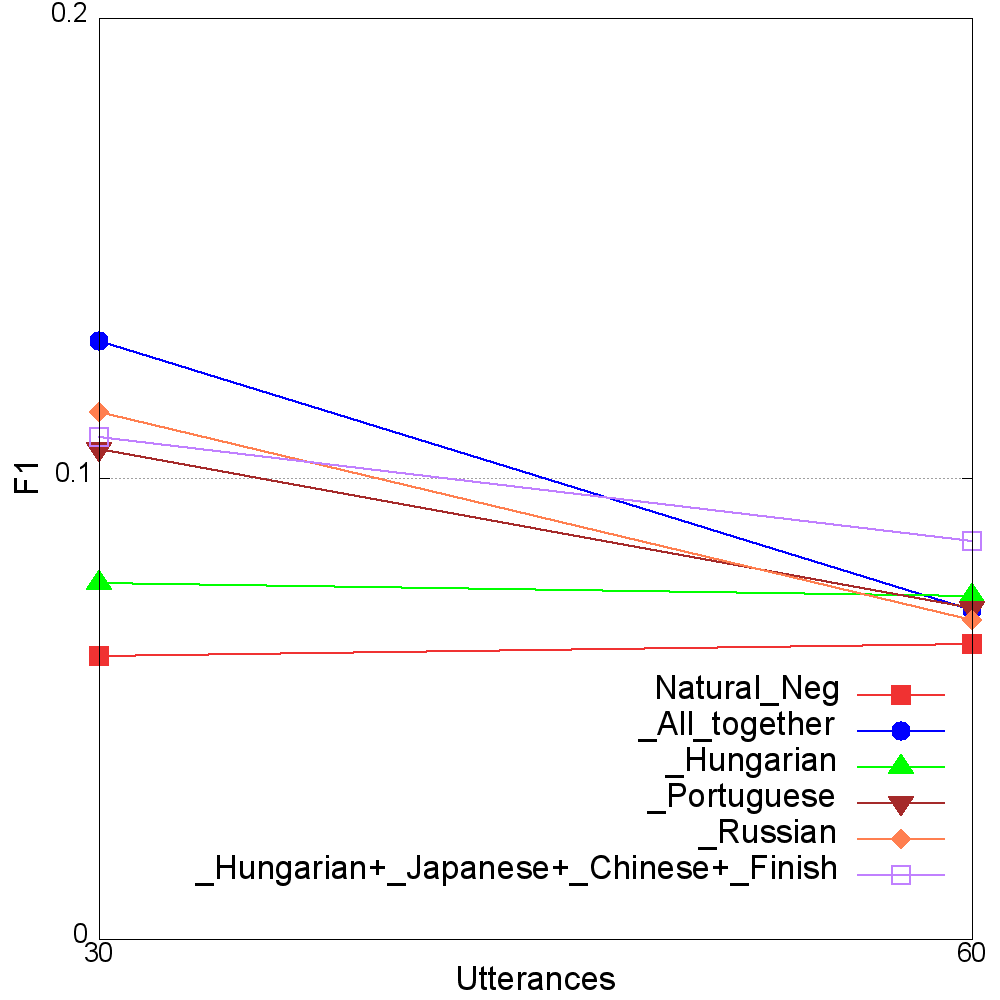 0.2
F1
0.1
Natural_Neg
_All_together
_Hungarian
_Portuguese
_Russian
_Hungarian+_Japanese+_Chinese+_Finish
0
30
60
Utterances